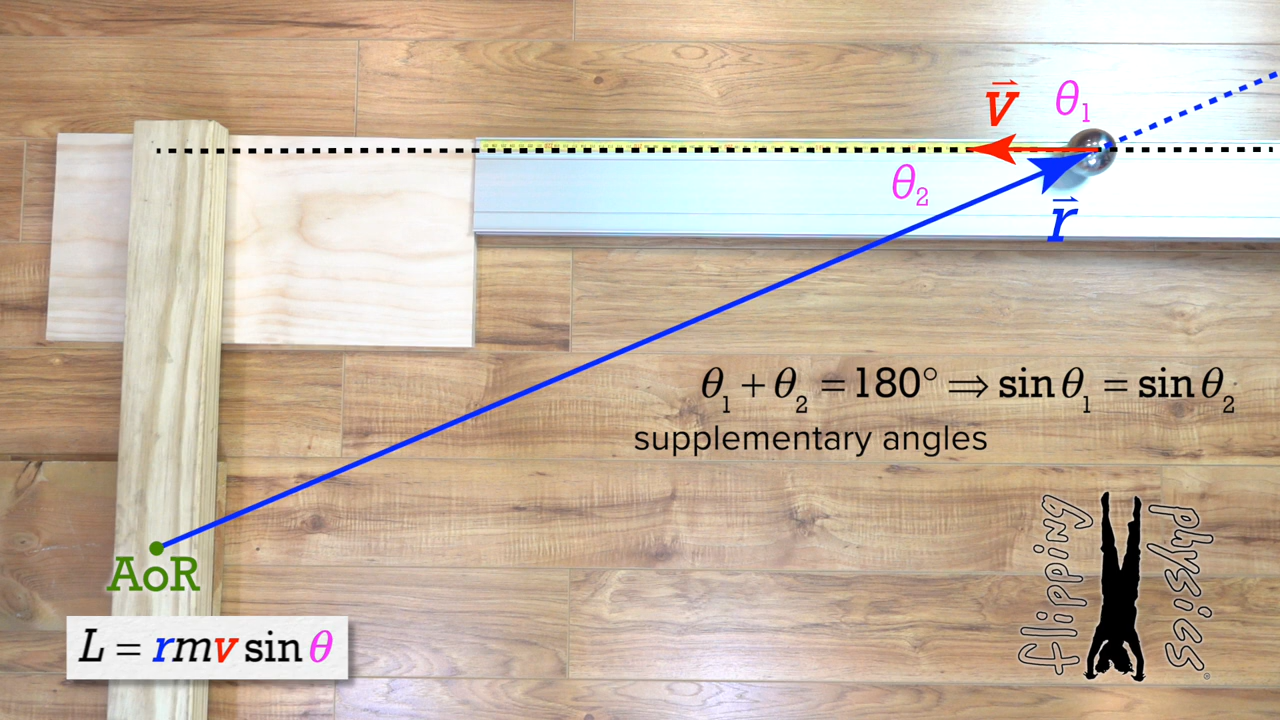 v⃗
θ₁
θ₂
r⃗
θ₁ + θ₂ = 180° ⇒ sin θ₁ = sin θ₂
supplementary angles
AoR
L = rmv sin θ
flipping
physics
®